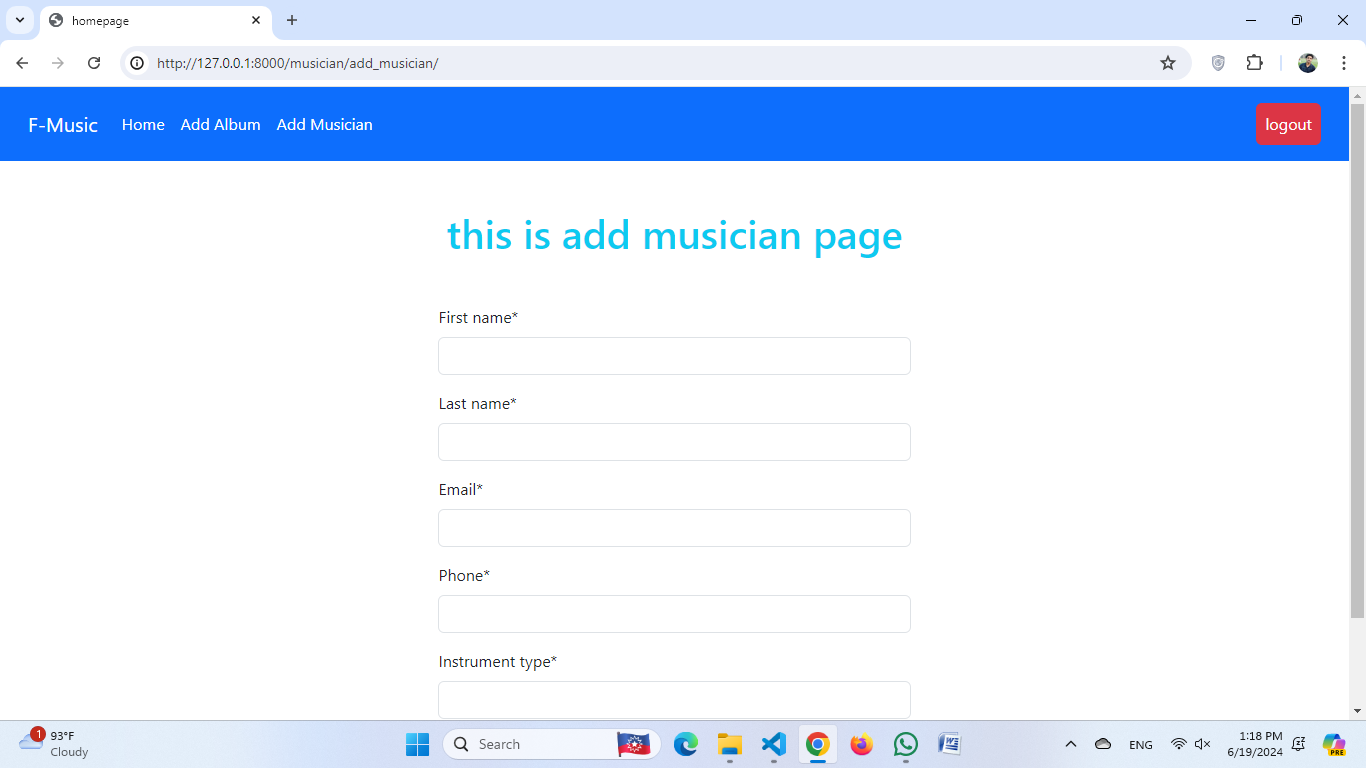 homepage
http://127.0.0.1:8000/musician/add_musician/
F-Music Home Add Album Add Musician logout
this is add musician page
First name*
Last name*
Email*
Phone*
Instrument type*
1
93°F
Cloudy
Search
W
ENG
1:18 PM
6/19/2024
PRE